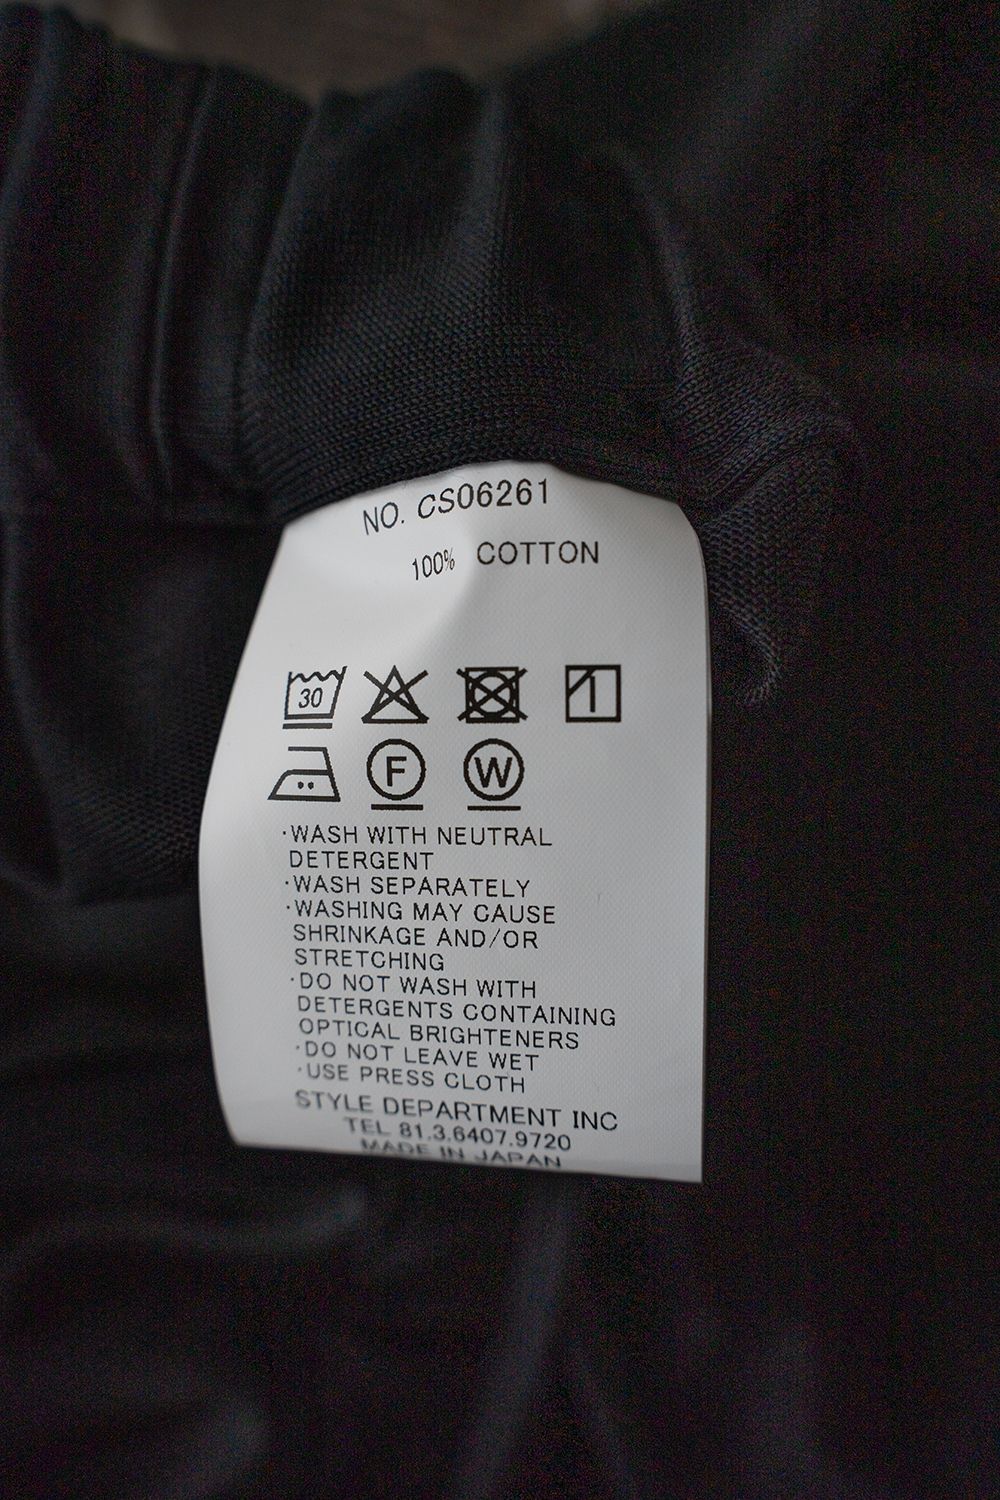 NO. CS06261
100% COTTON
30
F W
·WASH WITH NEUTRAL
DETERGENT
·WASH SEPARATELY
·WASHING MAY CAUSE
SHRINKAGE AND/OR
STRETCHING
·DO NOT WASH WITH
DETERGENTS CONTAINING
OPTICAL BRIGHTENERS
·DO NOT LEAVE WET
·USE PRESS CLOTH
STYLE DEPARTMENT INC
TEL 81.3.6407.9720
MADE IN JAPAN